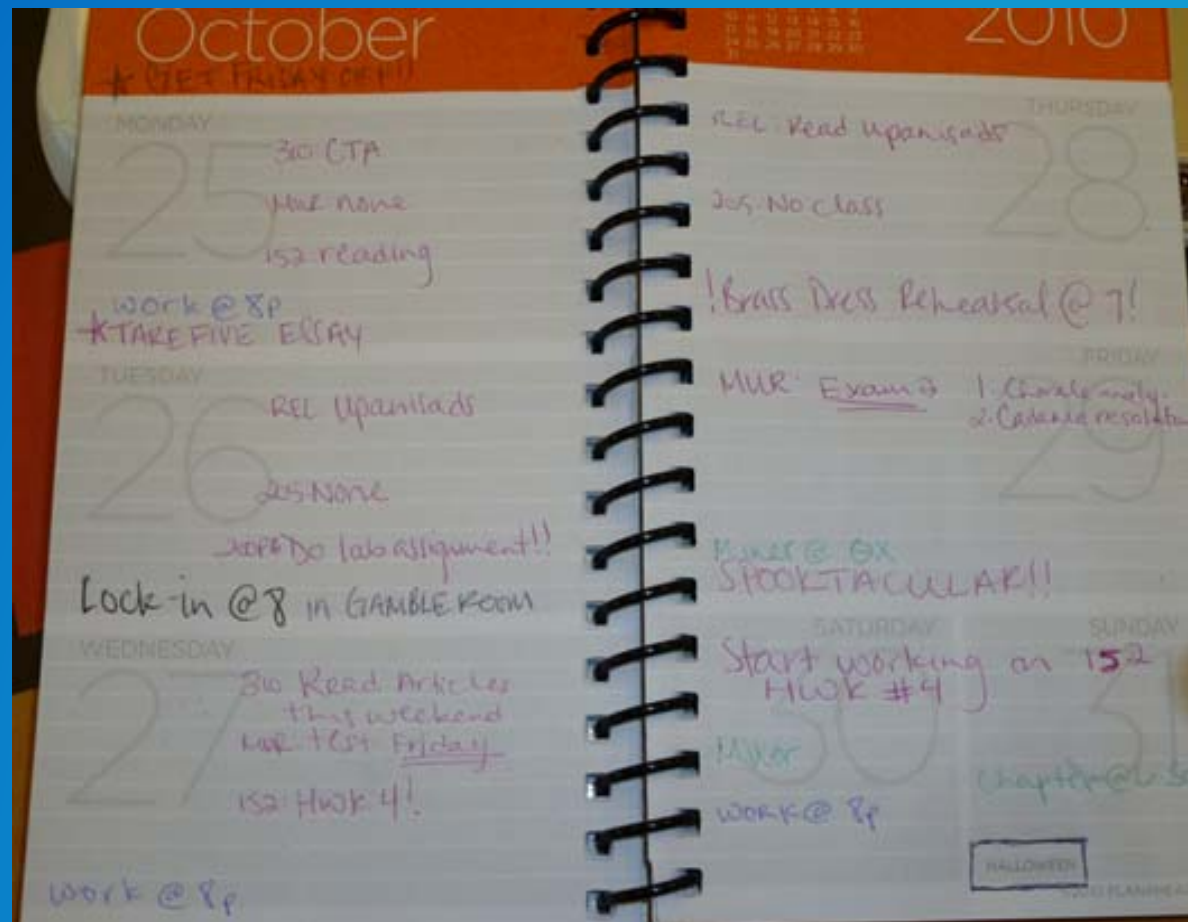 October
* GET FRIDAY OFF!!
MONDAY
25
310 CTA
MUR none
152 reading
work @ 8p
*TAKE FIVE ESSAY
TUESDAY
26
REL Upanisads
205 None
Do lab assignment!!
Lock-in @ 8 in GAMBLE ROOM
WEDNESDAY
27
310 Read Articles
this weekend
MUR test Friday
152 Hwk 4!
work @ 8p
2010
THURSDAY
28
REL: Read Upanisads
205 No class
!Brass Dress Rehearsal @ 7!
FRIDAY
29
MUR Exam → 1. Chorale
2.
Mixer @
SPOOKTACULAR!!
SATURDAY
30
SUNDAY
31
Start working on 152
HWK #4
Mixer
work @ 8p
Chapter @
HALLOWEEN